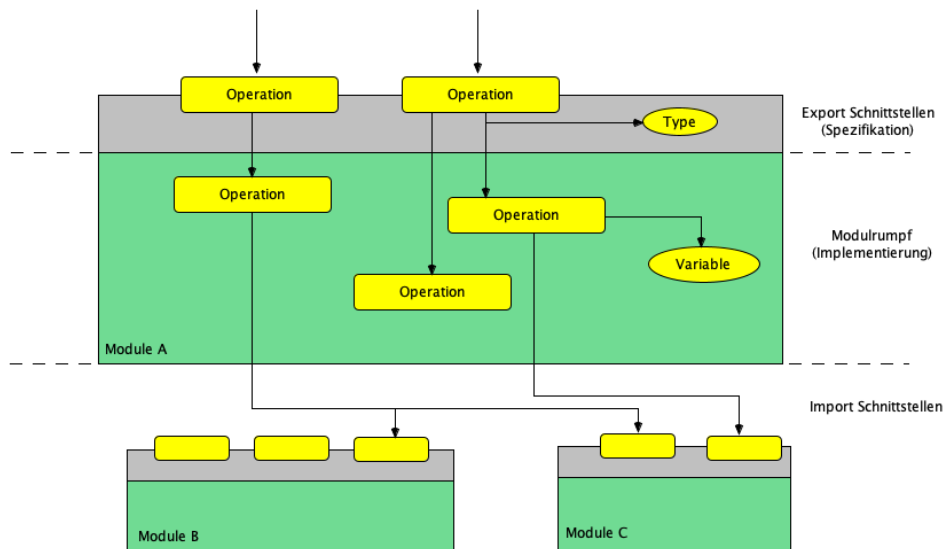 Operation
Operation
Type
Export Schnittstellen
(Spezifikation)
Operation
Operation
Modulrumpf
(Implementierung)
Variable
Operation
Module A
Import Schnittstellen
Module B
Module C